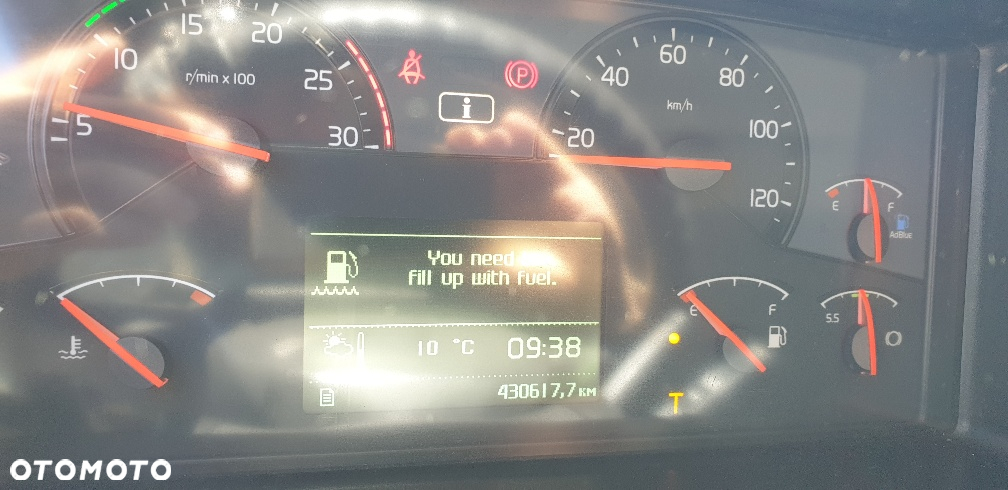 5
10
15
20
25
30
r/min x 100
P
i
20
40
60
80
100
120
km/h
E
F
AdBlue
You need
fill up with fuel.
10 °C
09:38
430617,7 KM
E
F
5.5
T
OTOMOTO